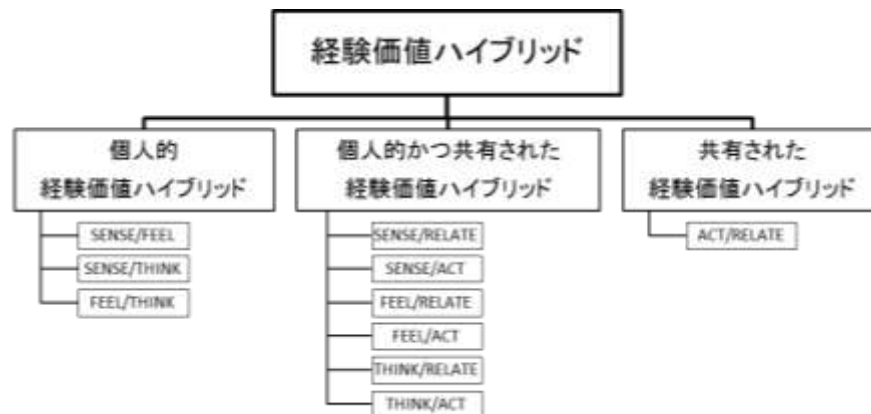 経験価値ハイブリッド
個人的
経験価値ハイブリッド
SENSE/FEEL
SENSE/THINK
FEEL/THINK
個人的かつ共有された
経験価値ハイブリッド
SENSE/RELATE
SENSE/ACT
FEEL/RELATE
FEEL/ACT
THINK/RELATE
THINK/ACT
共有された
経験価値ハイブリッド
ACT/RELATE